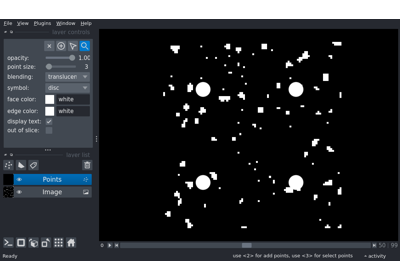 File View Plugins Window Help
layer controls
opacity: 1.00
point size: 3
blending: translucen
symbol: disc
face color: white
edge color: white
display text:
out of slice:
layer list
Points
Image
0 50 99
Ready use <2> for add points, use <3> for select points activity